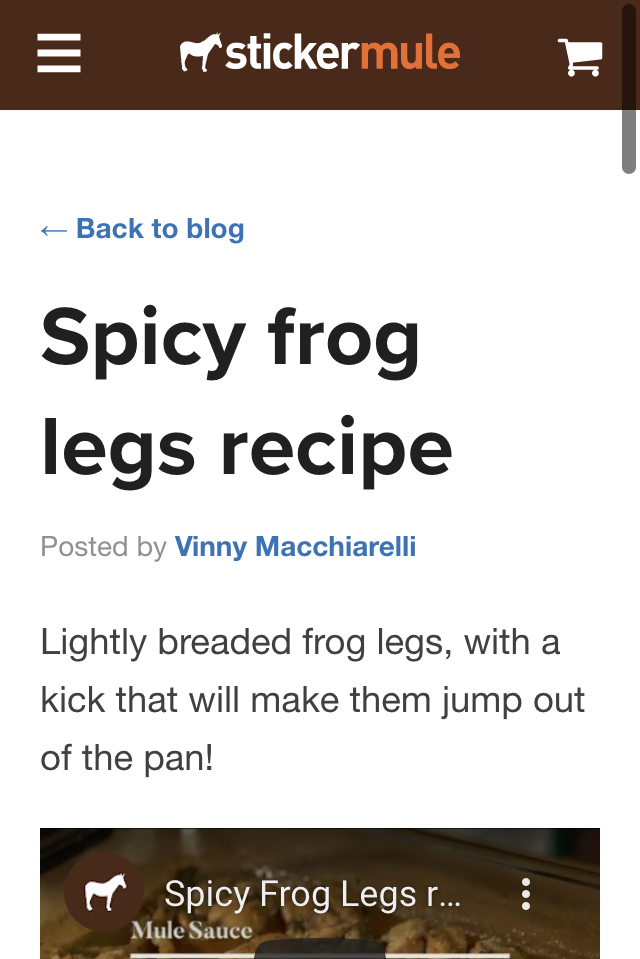 stickermule
← Back to blog
Spicy frog
legs recipe
Posted by Vinny Macchiarelli
Lightly breaded frog legs, with a
kick that will make them jump out
of the pan!
Spicy Frog Legs r...
Mule Sauce